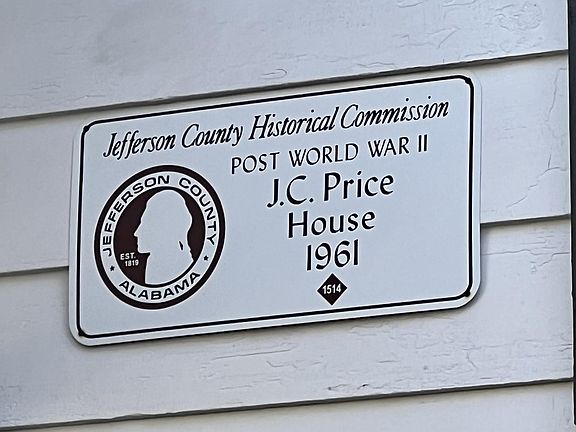 Jefferson County Historical Commission
POST WORLD WAR II
J.C. Price
House
1961
1514
JEFFERSON COUNTY
EST.
1819
ALABAMA